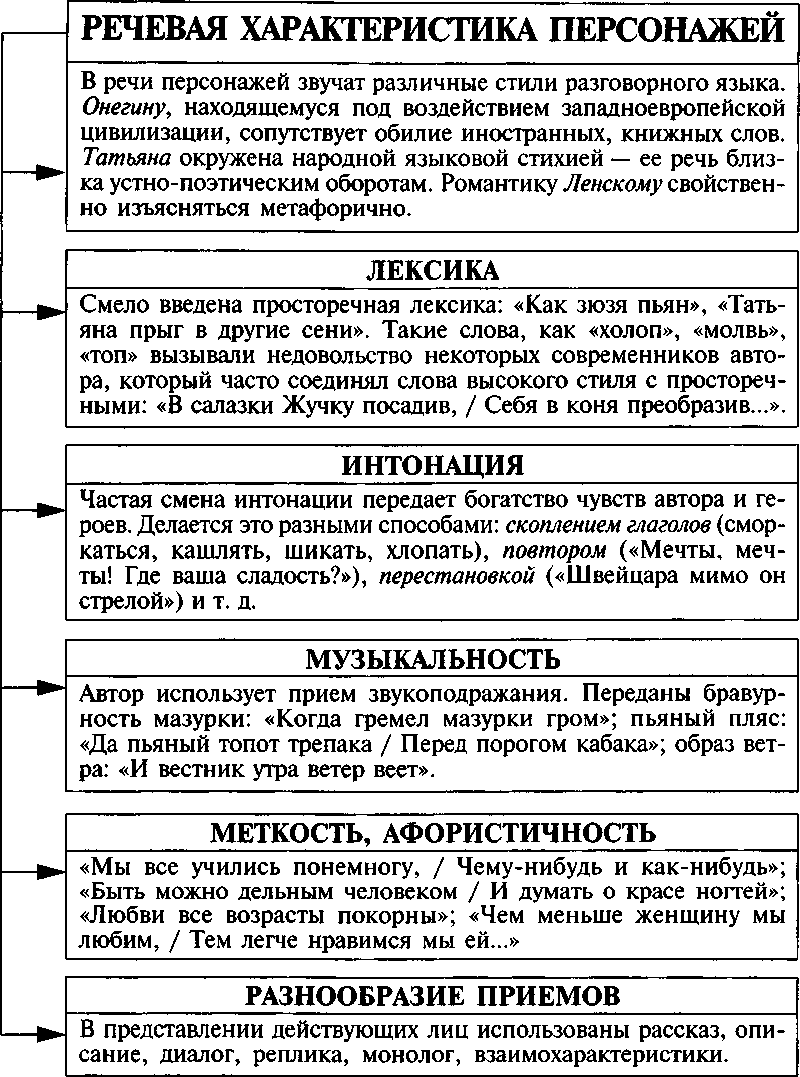 РЕЧЕВАЯ ХАРАКТЕРИСТИКА ПЕРСОНАЖЕЙ
В речи персонажей звучат различные стили разговорного языка.
Онегину, находящемуся под воздействием западноевропейской
цивилизации, сопутствует обилие иностранных, книжных слов.
Татьяна окружена народной языковой стихией — ее речь близ-
ка устно-поэтическим оборотам. Романтику Ленскому свойствен-
но изъясняться метафорично.
ЛЕКСИКА
Смело введена просторечная лексика: «Как зюзя пьян», «Тать-
яна прыг в другие сени». Такие слова, как «холоп», «молвь»,
«топ» вызывали недовольство некоторых современников авто-
ра, который часто соединял слова высокого стиля с просторeч-
ными: «В салазки Жучку посадив, / Себя в коня преобразив...».
ИНТОНАЦИЯ
Частая смена интонации передает богатство чувств автора и ге-
роев. Делается это разными способами: скоплением глаголов (смор-
каться, кашлять, шикать, хлопать), повтором («Мечты, меч-
ты! Где ваша сладость?»), перестановкой («Швейцара мимо он
стрелой») и т. д.
МУЗЫКАЛЬНОСТЬ
Автор использует прием звукоподражания. Переданы бравур-
ность мазурки: «Когда гремел мазурки гром»; пьяный пляс:
«Да пьяный топот трепака / Перед порогом кабака»; образ вет-
ра: «И вестник утра ветер веет».
МЕТКОСТЬ, АФОРИСТИЧНОСТЬ
«Мы все учились понемногу, / Чему-нибудь и как-нибудь»;
«Быть можно дельным человеком / И думать о красе ногтей»;
«Любви все возрасты покорны»; «Чем меньше женщину мы
любим, / Тем легче нравимся мы ей...»
РАЗНООБРАЗИЕ ПРИЕМОВ
В представлении действующих лиц использованы рассказ, опи-
сание, диалог, реплика, монолог, взаимохарактеристики.